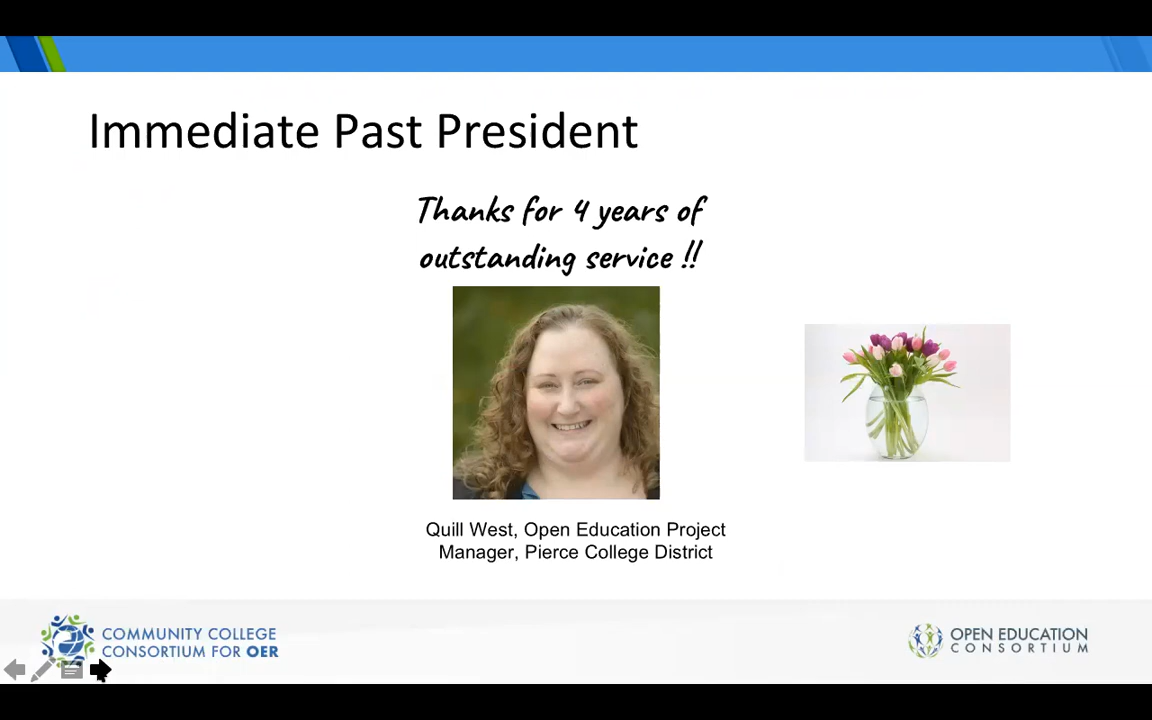 Immediate Past President
Thanks for 4 years of
outstanding service !!
Quill West, Open Education Project
Manager, Pierce College District
COMMUNITY COLLEGE
CONSORTIUM FOR OER
OPEN EDUCATION
CONSORTIUM